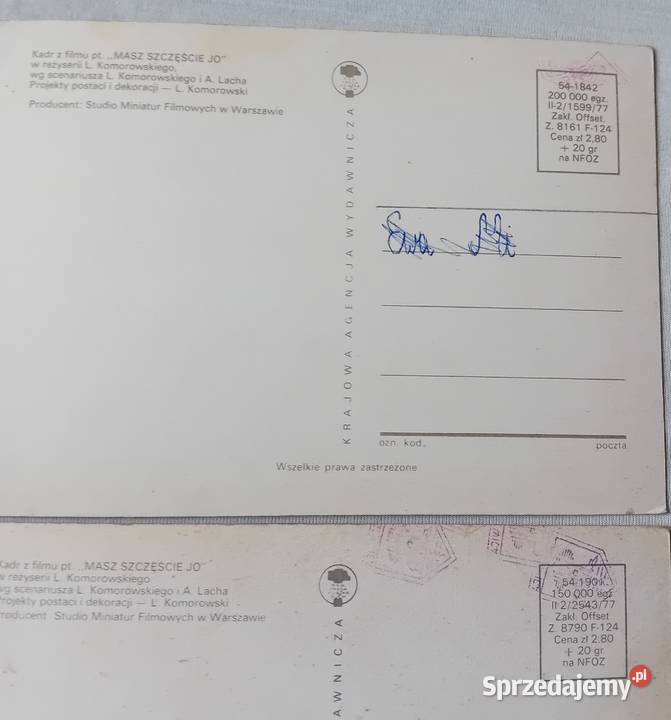 Kadr z filmu pt. „MASZ SZCZĘŚCIE JO"
w reżyserii L. Komorowskiego,
wg scenariusza L. Komorowskiego i A. Lacha
Projekty postaci i dekoracji — L. Komorowski
Producent: Studio Miniatur Filmowych w Warszawie
KRAJOWA AGENCJA WYDAWNICZA
54-1842
200 000 egz.
II-2/1599/77
Zakł. Offset.
Z. 8161 F-124
Cena zł 2,80
+ 20 gr
na NFOZ
Ewa
ozn. kod.
poczta
Wszelkie prawa zastrzeżone
Kadr z filmu pt. „MASZ SZCZĘŚCIE JO"
w reżyserii L. Komorowskiego
wg scenariusza L. Komorowskiego i A. Lacha
Projekty postaci i dekoracji — L. Komorowski
Producent: Studio Miniatur Filmowych w Warszawie
AWNICZA
54-1901
150 000 egz.
II 2/2543/77
Zakł. Offset
Z. 8790 F-124
Cena zł 2,80
+ 20 gr
na NFOZ
Sprzedajemy.pl